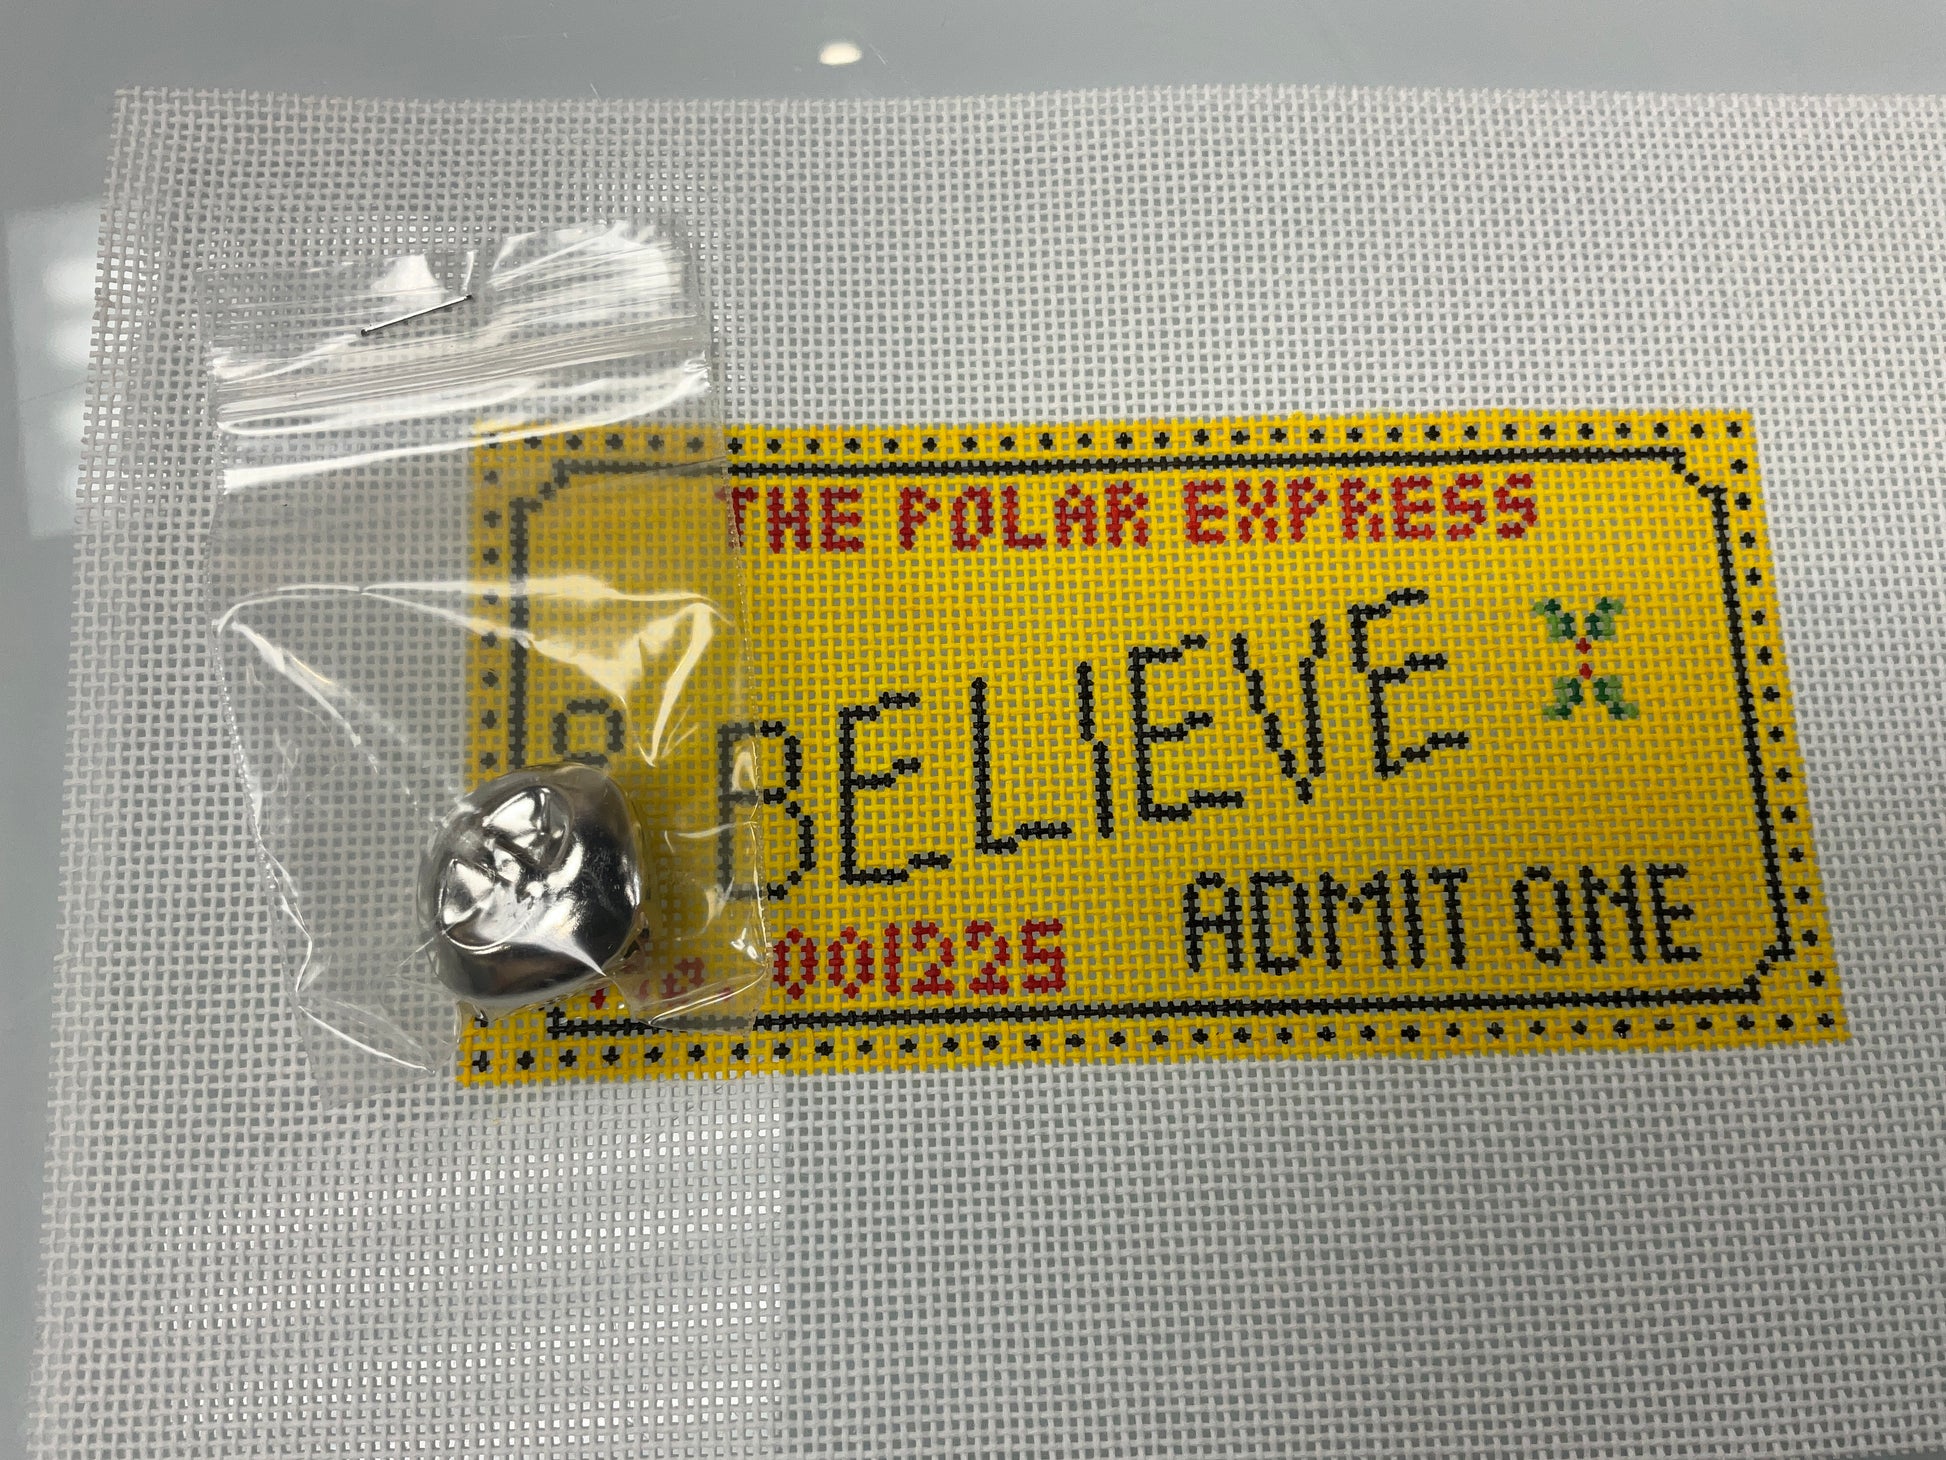 THE POLAR EXPRESS
BELIEVE
ADMIT ONE
001225